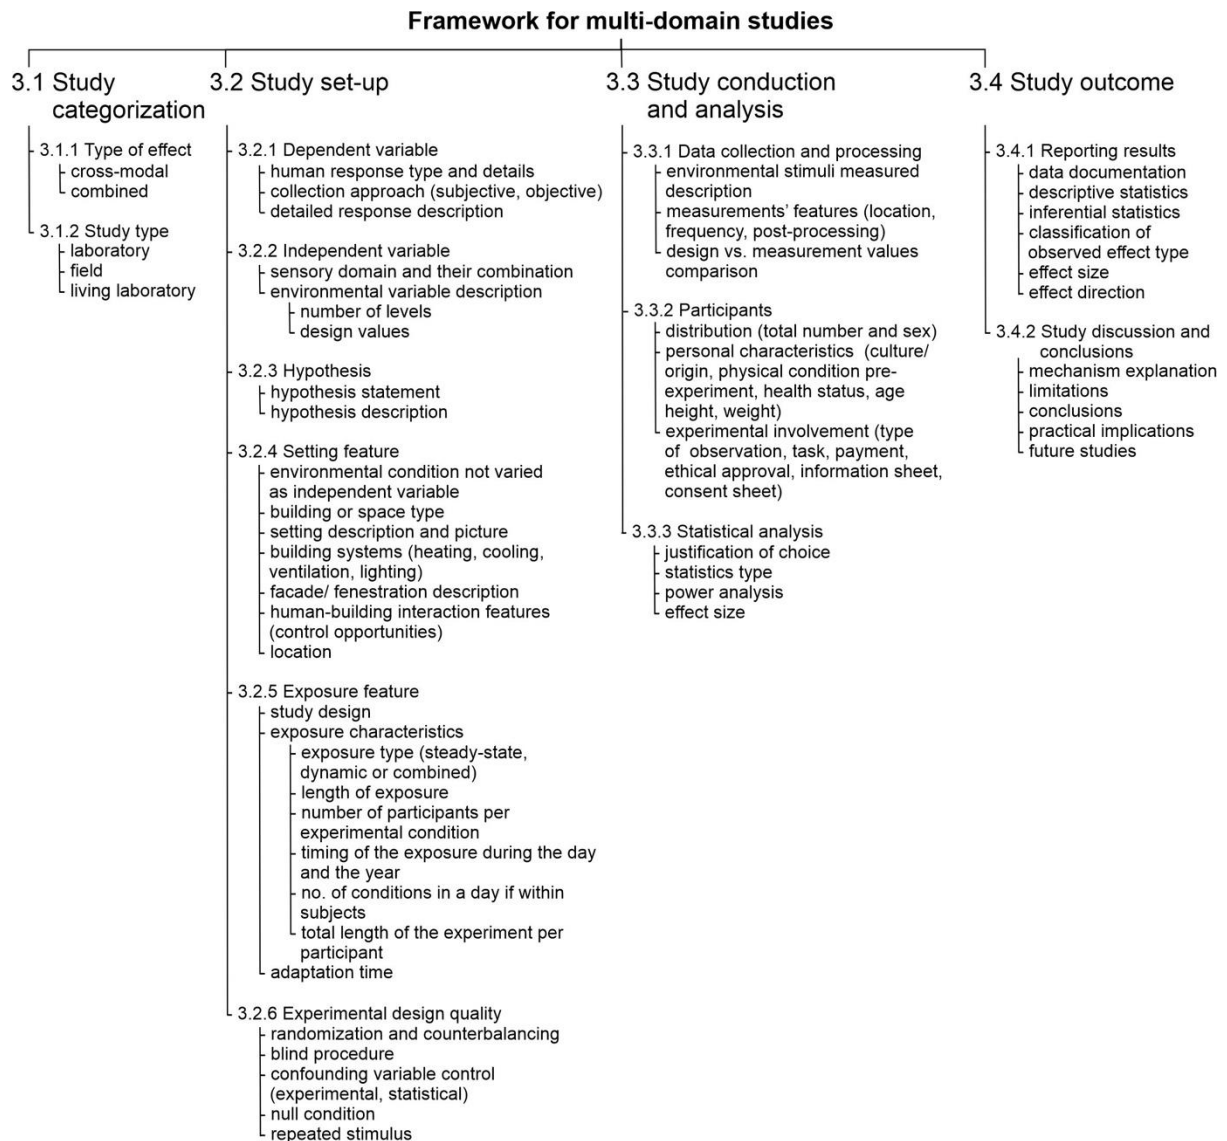 Framework for multi-domain studies
3.1 Study
categorization
3.1.1 Type of effect
cross-modal
combined
3.1.2 Study type
laboratory
field
living laboratory
3.2 Study set-up
3.2.1 Dependent variable
human response type and details
collection approach (subjective, objective)
detailed response description
3.2.2 Independent variable
sensory domain and their combination
environmental variable description
number of levels
design values
3.2.3 Hypothesis
hypothesis statement
hypothesis description
3.2.4 Setting feature
environmental condition not varied
as independent variable
building or space type
setting description and picture
building systems (heating, cooling,
ventilation, lighting)
facade/ fenestration description
human-building interaction features
(control opportunities)
location
3.2.5 Exposure feature
study design
exposure characteristics
exposure type (steady-state,
dynamic or combined)
length of exposure
number of participants per
experimental condition
timing of the exposure during the day
and the year
no. of conditions in a day if within
subjects
total length of the experiment per
participant
adaptation time
3.2.6 Experimental design quality
randomization and counterbalancing
blind procedure
confounding variable control
(experimental, statistical)
null condition
repeated stimulus
3.3 Study conduction
and analysis
3.3.1 Data collection and processing
environmental stimuli measured
description
measurements' features (location,
frequency, post-processing)
design vs. measurement values
comparison
3.3.2 Participants
distribution (total number and sex)
personal characteristics (culture/
origin, physical condition pre-
experiment, health status, age
height, weight)
experimental involvement (type
of observation, task, payment,
ethical approval, information sheet,
consent sheet)
3.3.3 Statistical analysis
justification of choice
statistics type
power analysis
effect size
3.4 Study outcome
3.4.1 Reporting results
data documentation
descriptive statistics
inferential statistics
classification of
observed effect type
effect size
effect direction
3.4.2 Study discussion and
conclusions
mechanism explanation
limitations
conclusions
practical implications
future studies